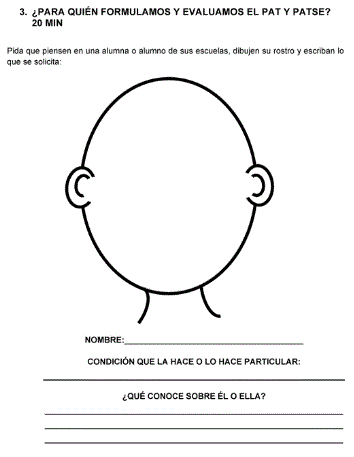 3. ¿PARA QUIÉN FORMULAMOS Y EVALUAMOS EL PAT Y PATSE?
20 MIN
Pida que piensen en una alumna o alumno de sus escuelas, dibujen su rostro y escriban lo
que se solicita:
NOMBRE:
CONDICIÓN QUE LA HACE O LO HACE PARTICULAR:
¿QUÉ CONOCE SOBRE ÉL O ELLA?